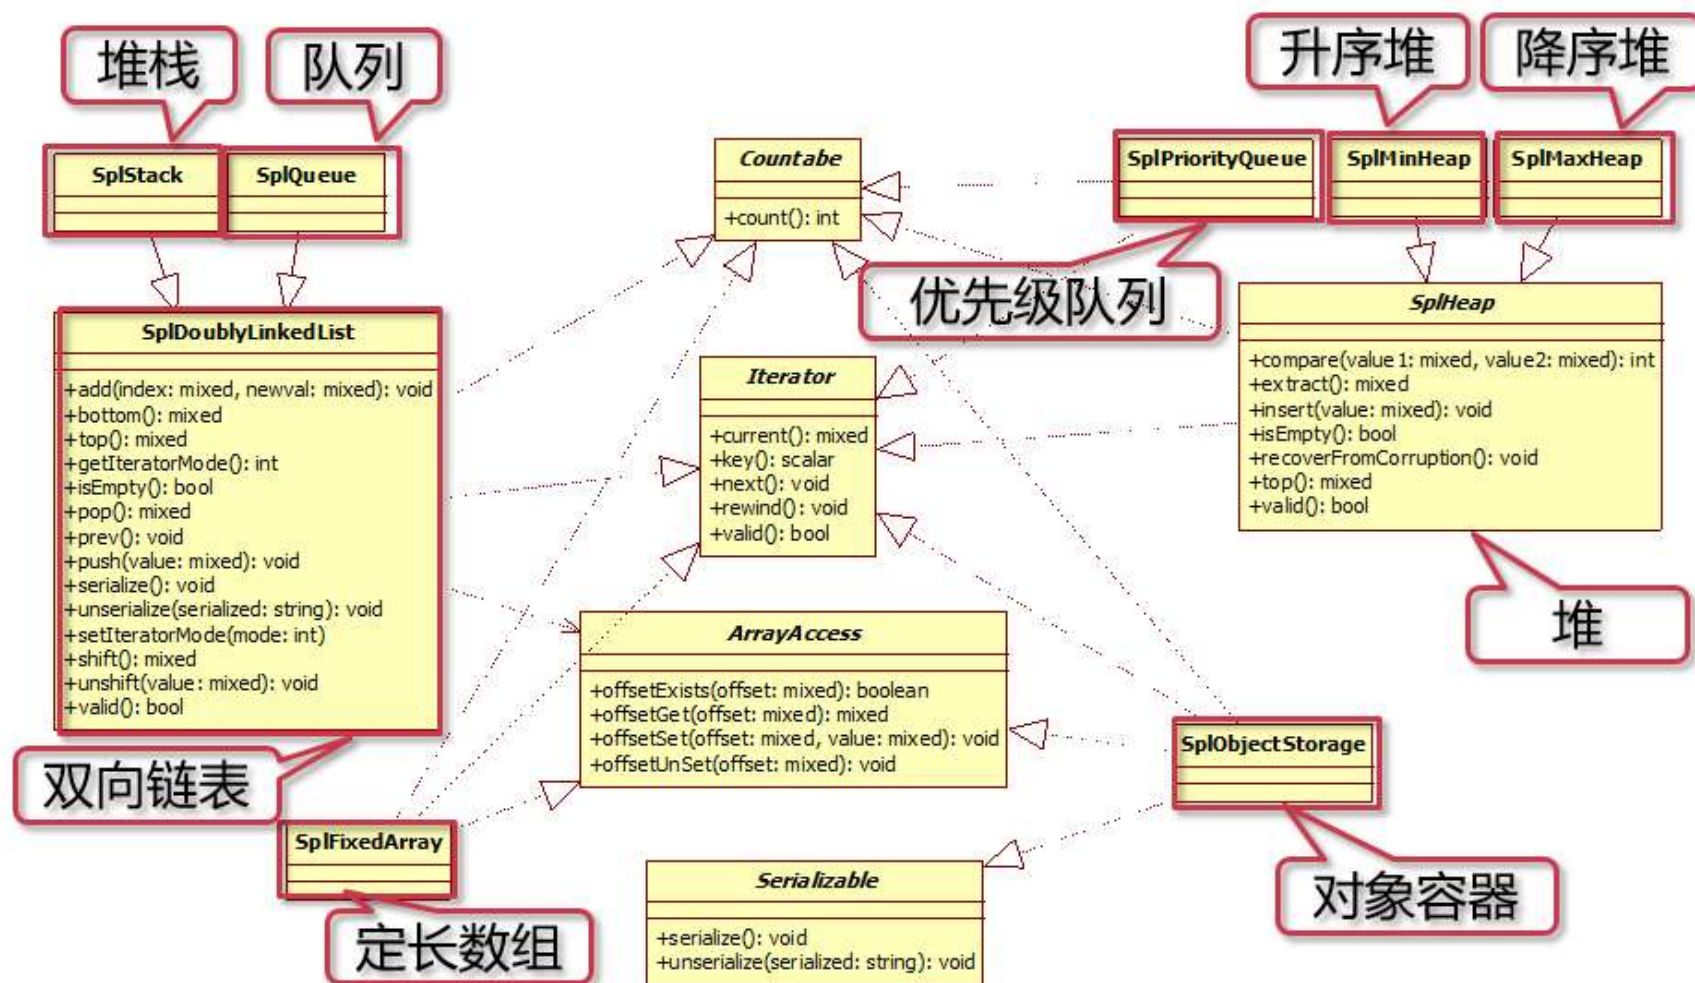 堆栈
队列
升序堆
降序堆
SplStack
SplQueue
Countabe
+count(): int
SplPriorityQueue
SplMinHeap
SplMaxHeap
优先级队列
SplDoublyLinkedList
+add(index: mixed, newval: mixed): void
+bottom(): mixed
+top(): mixed
+getIteratorMode(): int
+isEmpty(): bool
+pop(): mixed
+prev(): void
+push(value: mixed): void
+serialize(): void
+unserialize(serialized: string): void
+setIteratorMode(mode: int)
+shift(): mixed
+unshift(value: mixed): void
+valid(): bool
双向链表
Iterator
+current(): mixed
+key(): scalar
+next(): void
+rewind(): void
+valid(): bool
SplHeap
+compare(value1: mixed, value2: mixed): int
+extract(): mixed
+insert(value: mixed): void
+isEmpty(): bool
+recoverFromCorruption(): void
+top(): mixed
+valid(): bool
堆
ArrayAccess
+offsetExists(offset: mixed): boolean
+offsetGet(offset: mixed): mixed
+offsetSet(offset: mixed, value: mixed): void
+offsetUnSet(offset: mixed): void
SplObjectStorage
对象容器
SplFixedArray
定长数组
Serializable
+serialize(): void
+unserialize(serialized: string): void